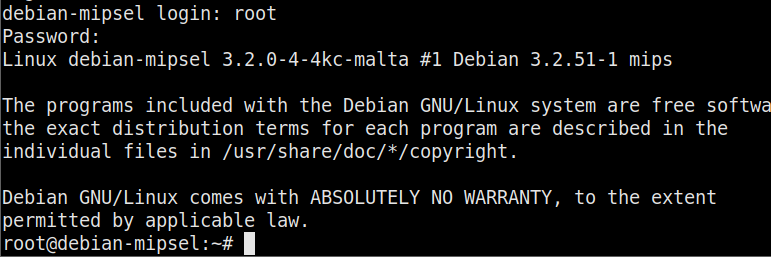 debian-mipsel login: root
Password:
Linux debian-mipsel 3.2.0-4-4kc-malta #1 Debian 3.2.51-1 mips
The programs included with the Debian GNU/Linux system are free softwa
the exact distribution terms for each program are described in the
individual files in /usr/share/doc/*/copyright.
Debian GNU/Linux comes with ABSOLUTELY NO WARRANTY, to the extent
permitted by applicable law.
root@debian-mipsel:~#